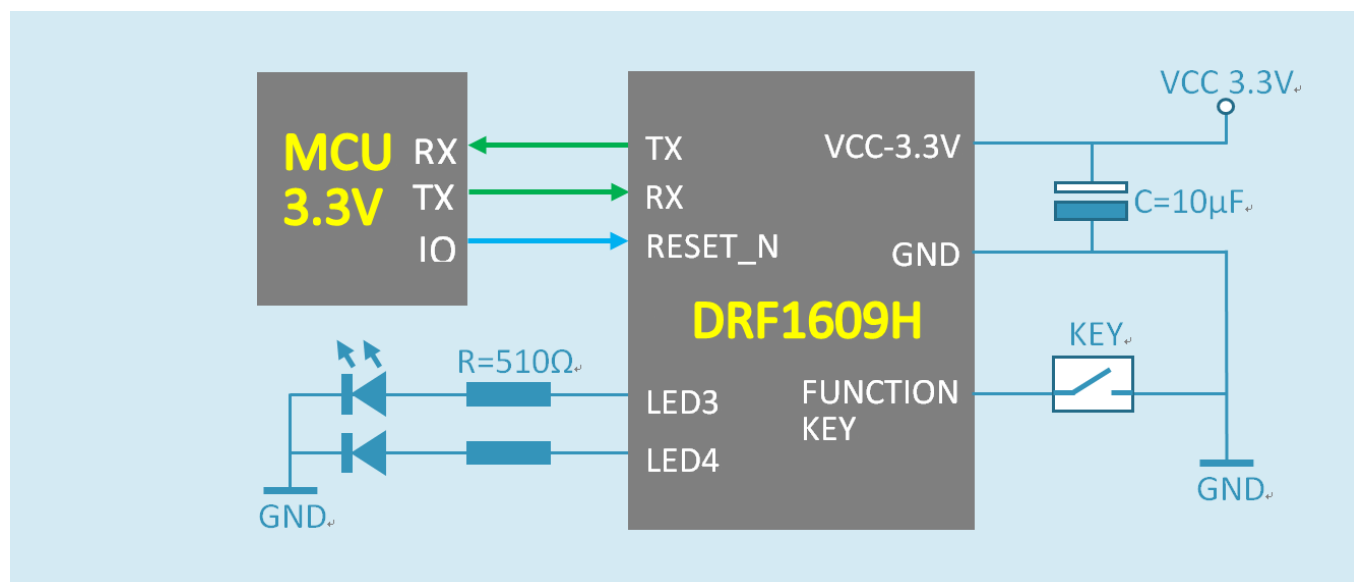 MCU
3.3V
RX
TX
IO
TX
RX
RESET_N
VCC-3.3V
GND
DRF1609H
LED3
LED4
FUNCTION
KEY
VCC 3.3V
C=10μF
KEY
GND
R=510Ω
GND